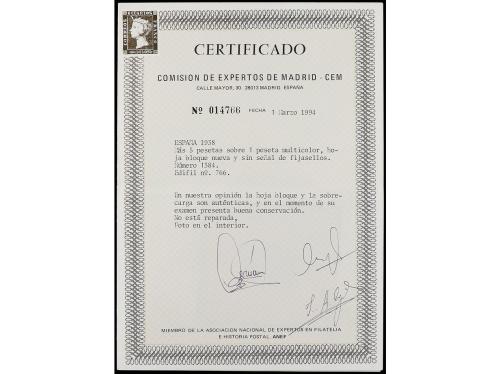 CERTIFICADO
COMISION DE EXPERTOS DE MADRID - CEM
CALLE MAYOR, 30. 28013 MADRID. ESPAÑA
Nº 014766 FECHA 1 Marzo 1994
ESPAÑA 1938
Más 5 pesetas sobre 1 peseta multicolor, ho-
ja bloque nueva y sin señal de fijasellos.
Número 1584.
Edifil nº. 766.
En nuestra opinión la hoja bloque y la sobre-
carga son auténticas, y en el momento de su
examen presenta buena conservación.
No está reparada,
Foto en el interior.
MIEMBRO DE LA ASOCIACION NACIONAL DE EXPERTOS EN FILATELIA
E HISTORIA POSTAL. ANEF